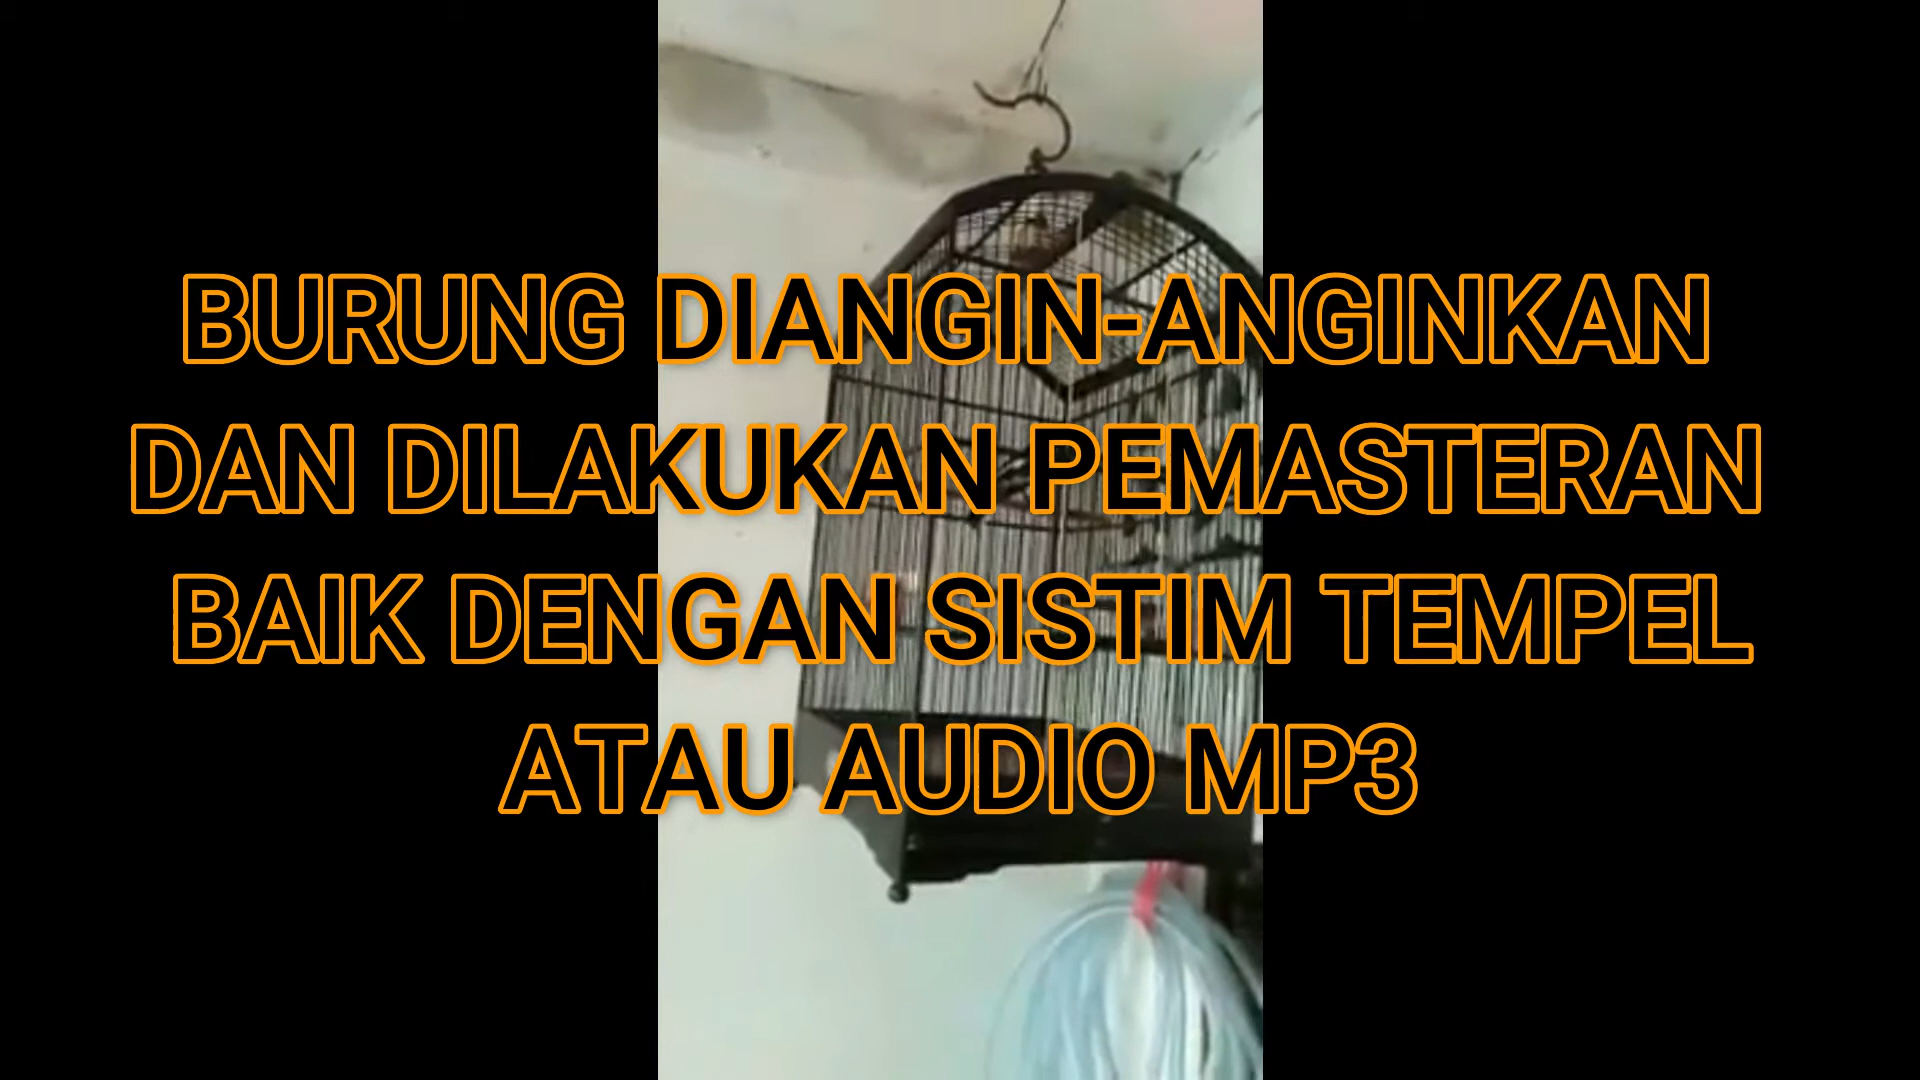 BURUNG DIANGIN-ANGINKAN
DAN DILAKUKAN PEMASTERAN
BAIK DENGAN SISTIM TEMPEL
ATAU AUDIO MP3